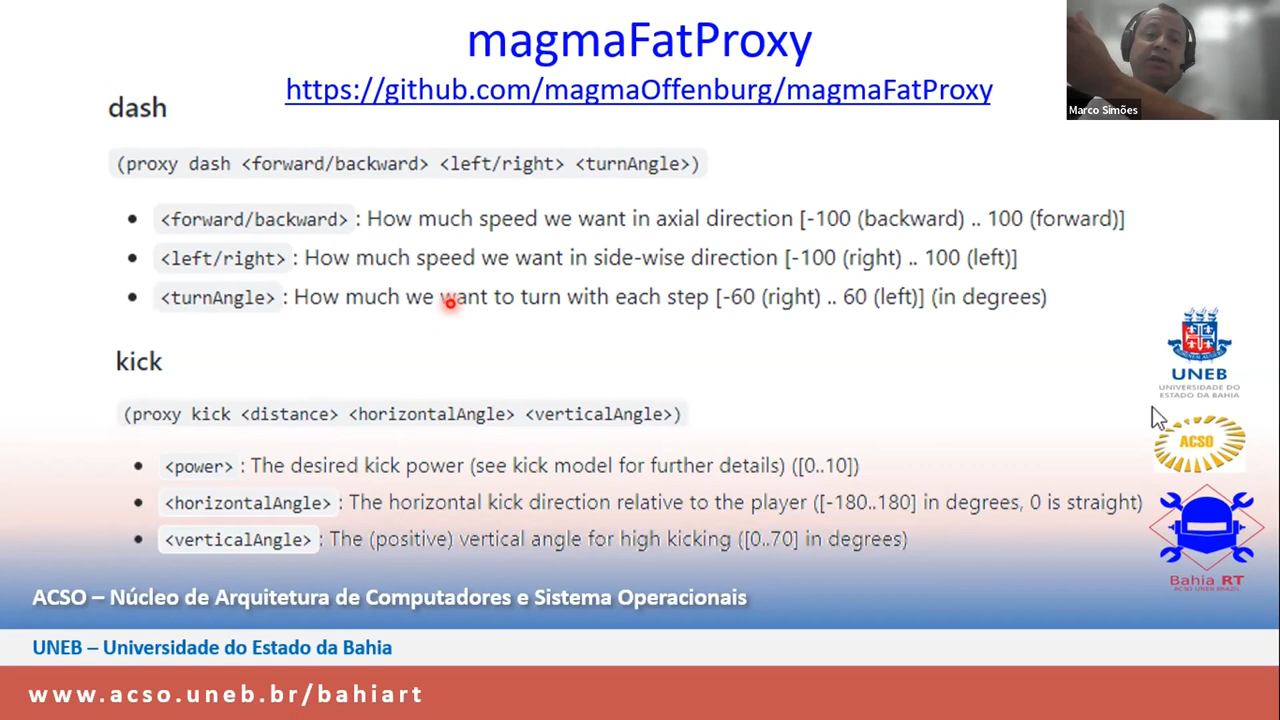 magmaFatProxy
https://github.com/magmaOffenburg/magmaFatProxy
Marco Simões
dash
(proxy dash <forward/backward> <left/right> <turnAngle>)
• <forward/backward> : How much speed we want in axial direction [-100 (backward) .. 100 (forward)]
• <left/right> : How much speed we want in side-wise direction [-100 (right) .. 100 (left)]
• <turnAngle> : How much we want to turn with each step [-60 (right) .. 60 (left)] (in degrees)
kick
(proxy kick <distance> <horizontalAngle> <verticalAngle>)
• <power> : The desired kick power (see kick model for further details) ([0..10])
• <horizontalAngle> : The horizontal kick direction relative to the player ([-180..180] in degrees, 0 is straight)
• <verticalAngle> : The (positive) vertical angle for high kicking ([0..70] in degrees)
UNEB
UNIVERSIDADE DO
ESTADO DA BAHIA
ACSO
Bahia RT
ACSO UNEB BRAZIL
ACSO – Núcleo de Arquitetura de Computadores e Sistema Operacionais
UNEB – Universidade do Estado da Bahia
www.acso.uneb.br/bahiart